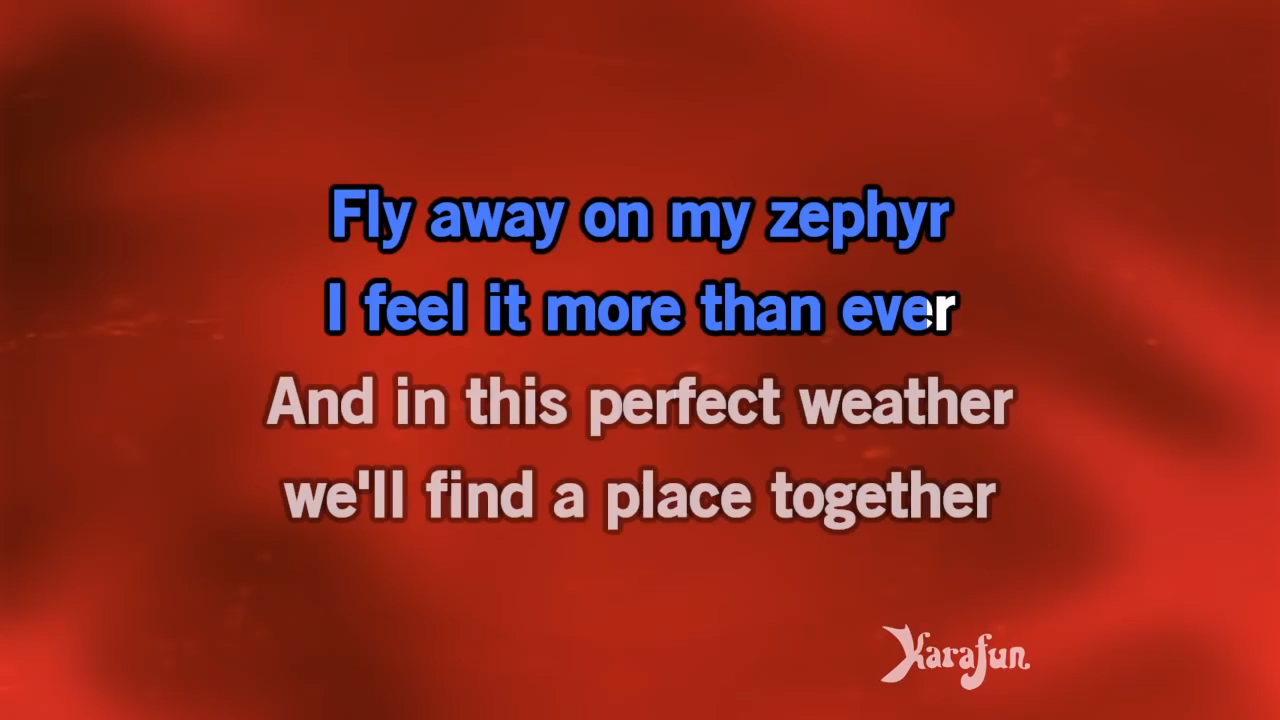 Fly away on my zephyr
I feel it more than ever
And in this perfect weather
we'll find a place together
Karafun